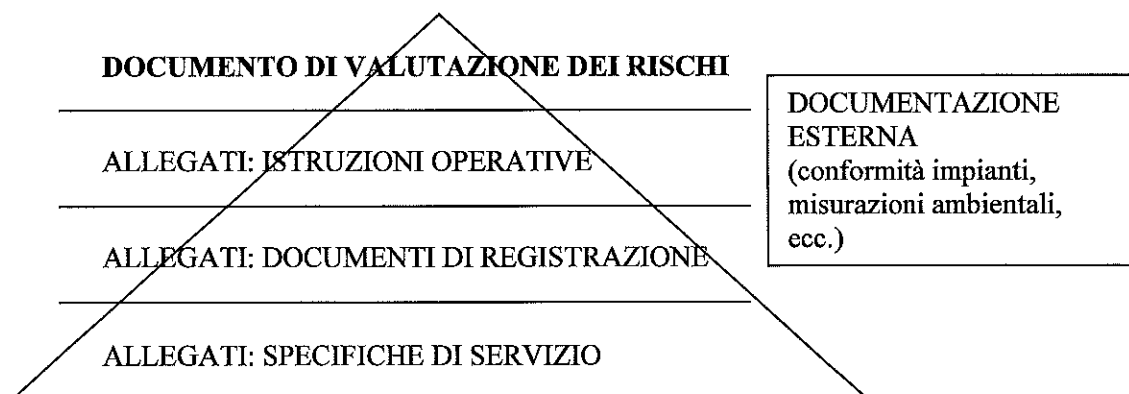 DOCUMENTO DI VALUTAZIONE DEI RISCHI
ALLEGATI: ISTRUZIONI OPERATIVE
ALLEGATI: DOCUMENTI DI REGISTRAZIONE
ALLEGATI: SPECIFICHE DI SERVIZIO
DOCUMENTAZIONE
ESTERNA
(conformità impianti,
misurazioni ambientali,
ecc.)